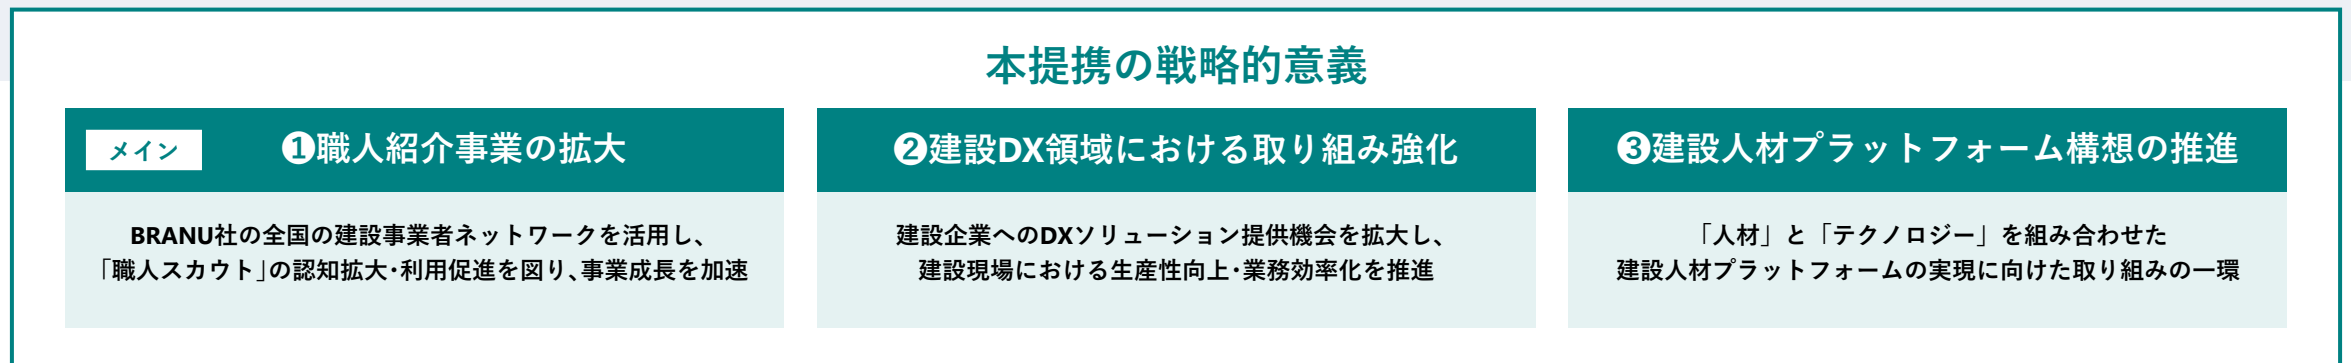 本提携の戦略的意義
メイン
❶職人紹介事業の拡大
BRANU社の全国の建設事業者ネットワークを活用し、
「職人スカウト」の認知拡大・利用促進を図り、事業成長を加速
❷建設DX領域における取り組み強化
建設企業へのDXソリューション提供機会を拡大し、
建設現場における生産性向上・業務効率化を推進
❸建設人材プラットフォーム構想の推進
「人材」と「テクノロジー」を組み合わせた
建設人材プラットフォームの実現に向けた取り組みの一環